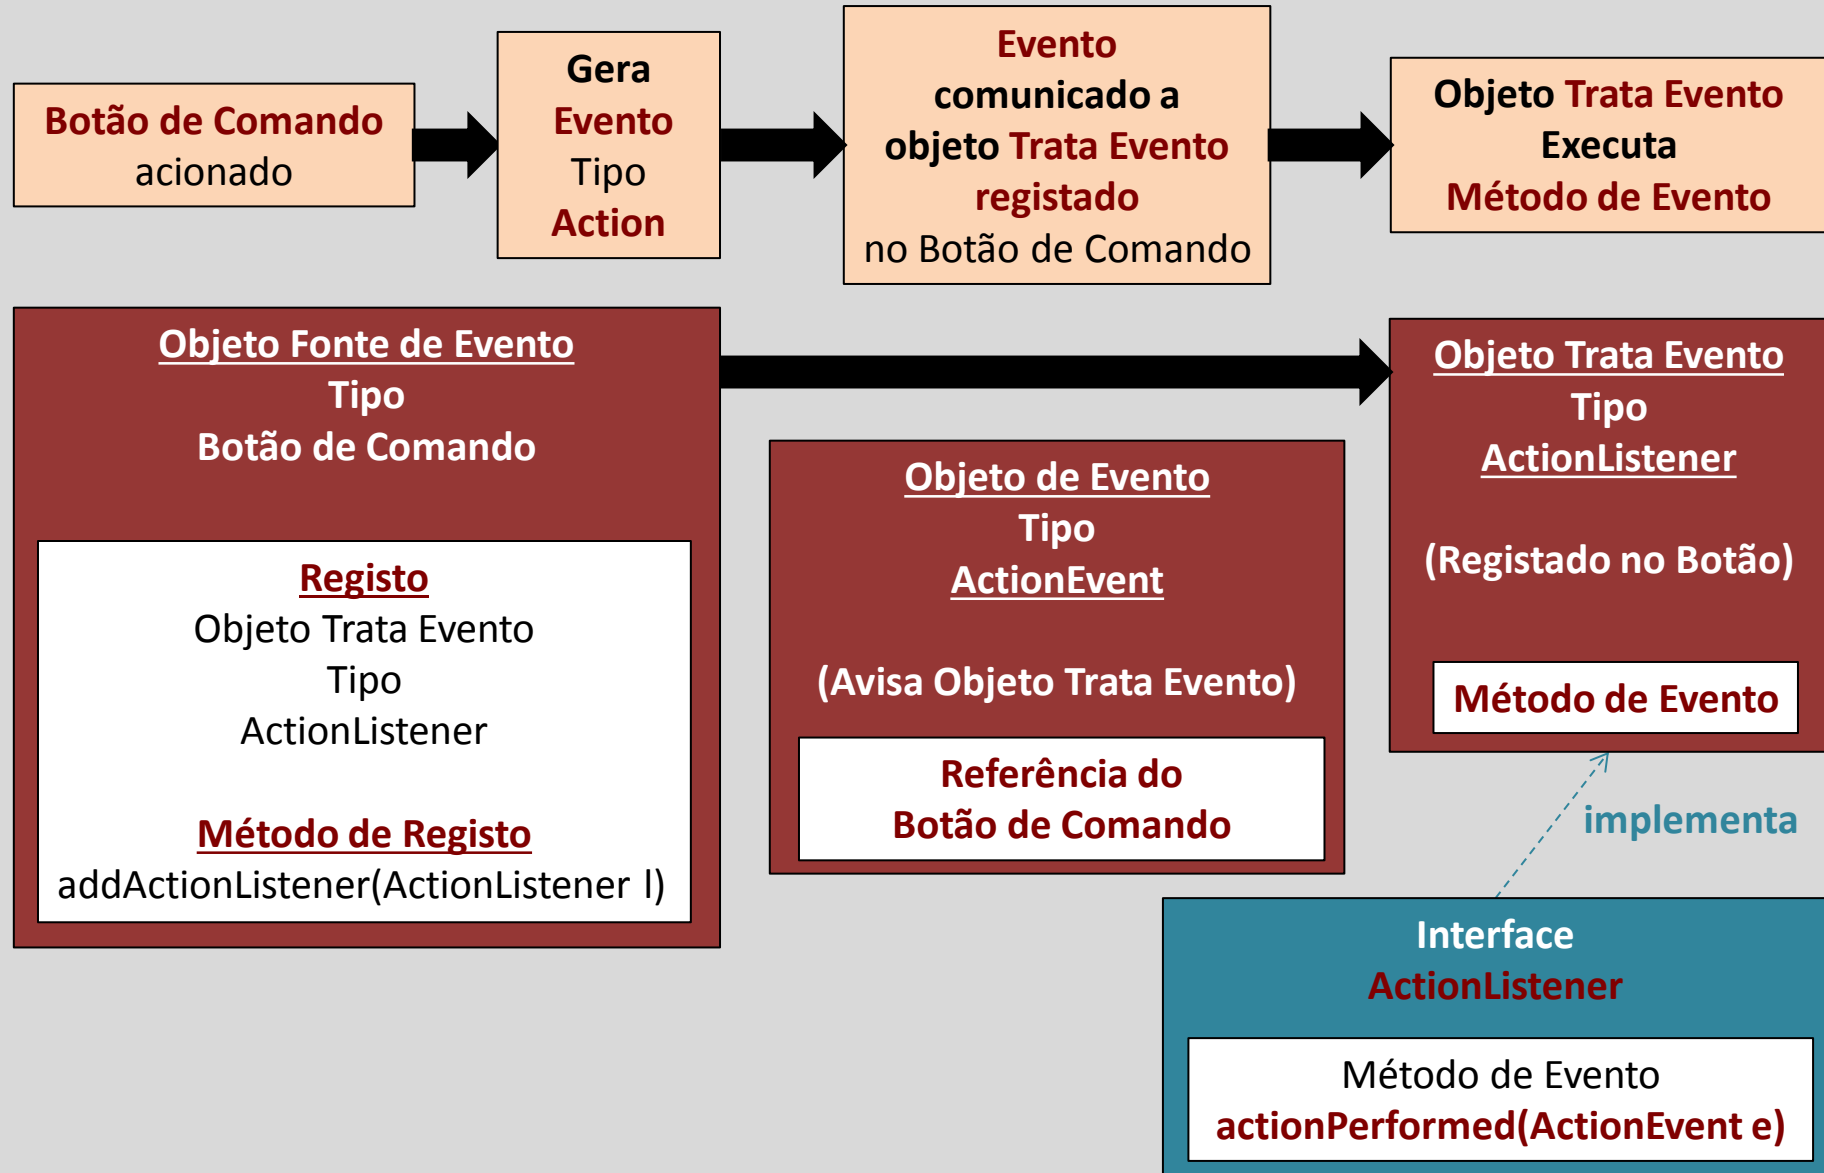 Botão de Comando
acionado
Gera
Evento
Tipo
Action
Evento
comunicado a
objeto Trata Evento
registado
no Botão de Comando
Objeto Trata Evento
Executa
Método de Evento
Objeto Fonte de Evento
Tipo
Botão de Comando
Registo
Objeto Trata Evento
Tipo
ActionListener
Método de Registo
addActionListener(ActionListener l)
Objeto de Evento
Tipo
ActionEvent
(Avisa Objeto Trata Evento)
Referência do
Botão de Comando
Objeto Trata Evento
Tipo
ActionListener
(Registado no Botão)
Método de Evento
implementa
Interface
ActionListener
Método de Evento
actionPerformed(ActionEvent e)